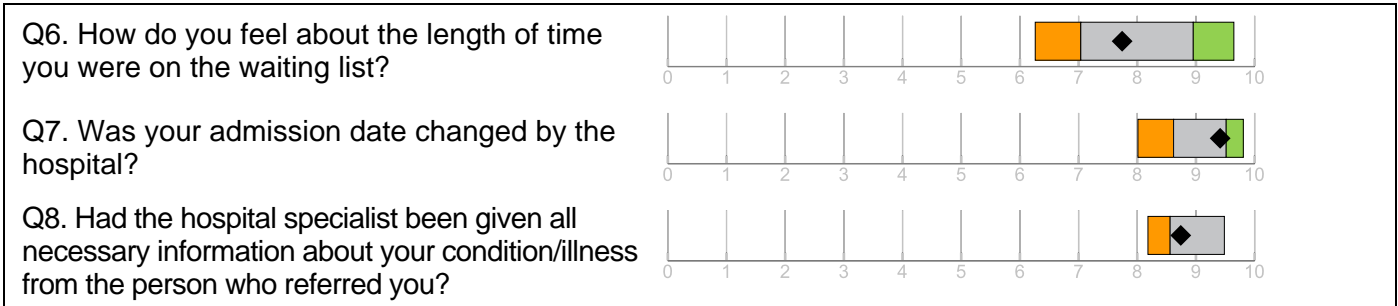 Q6. How do you feel about the length of time
you were on the waiting list?
0 1 2 3 4 5 6 7 8 9 10
Q7. Was your admission date changed by the
hospital?
0 1 2 3 4 5 6 7 8 9 10
Q8. Had the hospital specialist been given all
necessary information about your condition/illness
from the person who referred you?
0 1 2 3 4 5 6 7 8 9 10